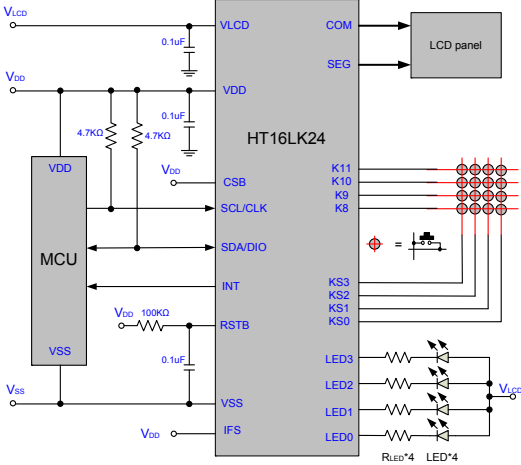 VLCD
VLCD
COM
LCD panel
0.1uF
SEG
VDD
VDD
0.1uF
4.7KΩ
4.7KΩ
HT16LK24
VDD
VDD
CSB
K11
K10
K9
K8
SCL/CLK
=
SDA/DIO
MCU
INT
KS3
KS2
KS1
KS0
VDD
100KΩ
RSTB
VSS
0.1uF
LED3
LED2
LED1
LED0
VLCD
VSS
VSS
VDD
IFS
RLED*4
LED*4